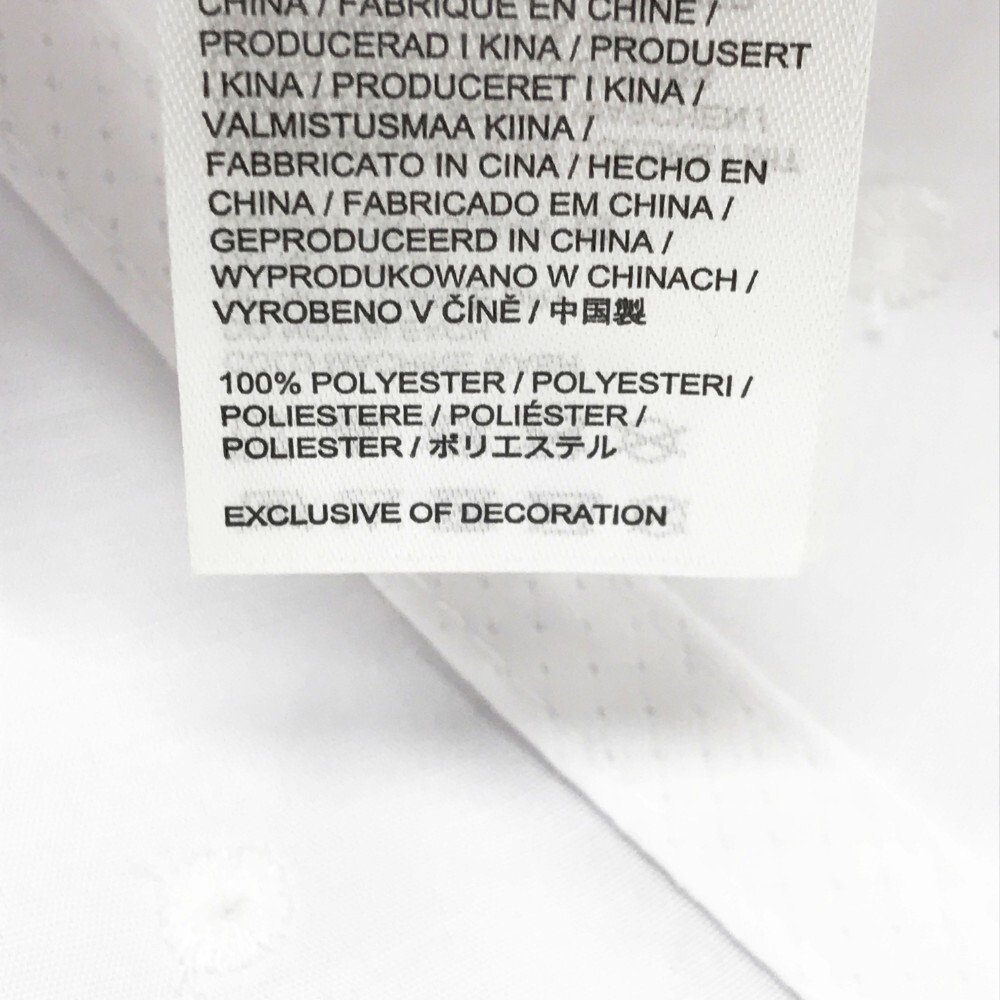 CHINA / FABRIQUÉ EN CHINE /
PRODUCERAD I KINA / PRODUSERT
I KINA / PRODUCERET I KINA /
VALMISTUSMAA KIINA /
FABBRICATO IN CINA / HECHO EN
CHINA / FABRICADO EM CHINA /
GEPRODUCEERD IN CHINA /
WYPRODUKOWANO W CHINACH /
VYROBENO V ČÍNĚ / 中国製
100% POLYESTER / POLYESTERI /
POLIESTERE / POLIÉSTER /
POLIESTER / ポリエステル
EXCLUSIVE OF DECORATION